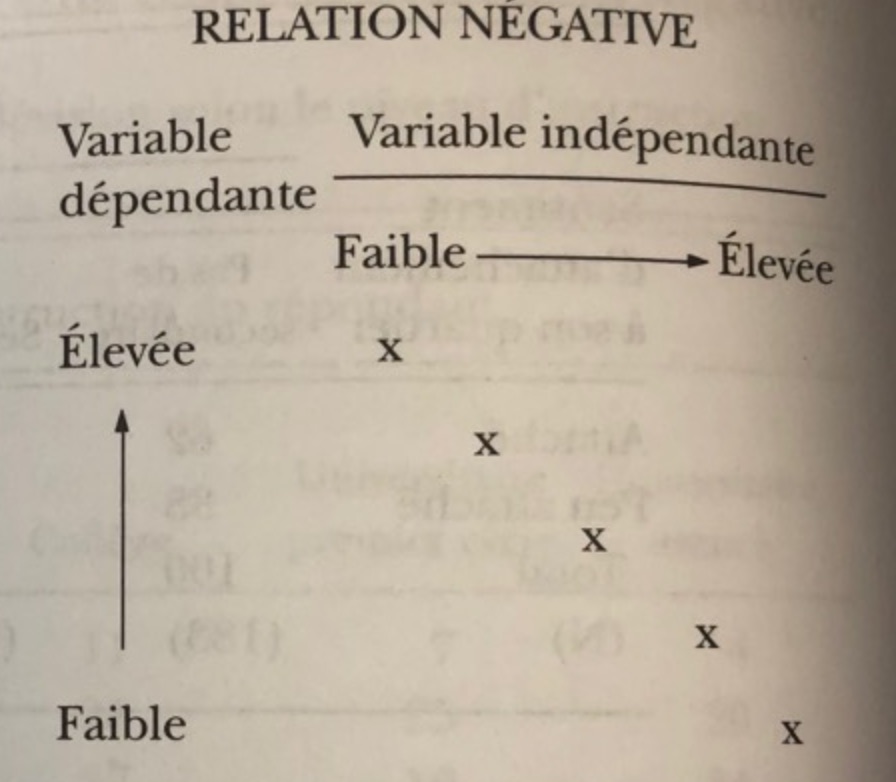 RELATION NÉGATIVE
Variable
dépendante
Variable indépendante
Faible Élevée
Élevée x
x
x
x
Faible x